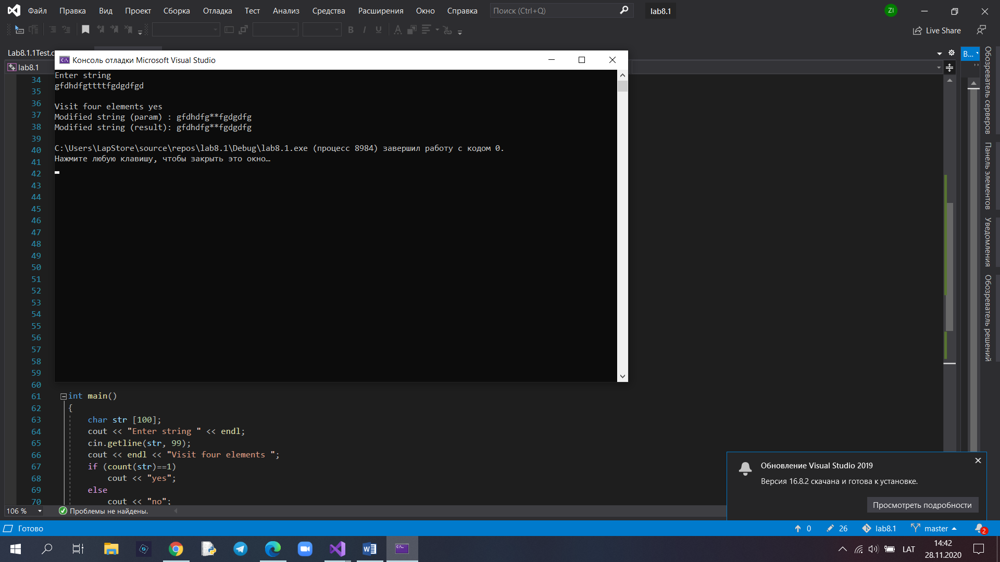 Файл Правка Вид Проект Сборка Отладка Тест Анализ Средства Расширения Окно Справка Поиск (Ctrl+Q) lab8.1 ZI
B I U A Live Share
Lab8.1.1Test.c
В...
lab8.1
Консоль отладки Microsoft Visual Studio
Enter string
gfdhdfgttttfgdgdfgd
Visit four elements yes
Modified string (param) : gfdhdfg**fgdgdfg
Modified string (result): gfdhdfg**fgdgdfg
C:\Users\LapStore\source\repos\lab8.1\Debug\lab8.1.exe (процесс 8984) завершил работу с кодом 0.
Нажмите любую клавишу, чтобы закрыть это окно…
34
35
36
37
38
39
40
41
42
43
44
45
46
47
48
49
50
51
52
53
54
55
56
57
58
59
60
61 int main()
62 {
63 char str [100];
64 cout << "Enter string " << endl;
65 cin.getline(str, 99);
66 cout << endl << "Visit four elements ";
67 if (count(str)==1)
68 cout << "yes";
69 else
70 cout << "no";
Обозреватель серверов
Панель элементов
Уведомления
Обозреватель решений
Обновление Visual Studio 2019
Версия 16.8.2 скачана и готова к установке.
Просмотреть подробности
106 % Проблемы не найдены.
Готово 0 26 lab8.1 master 2
LAT 14:42
28.11.2020